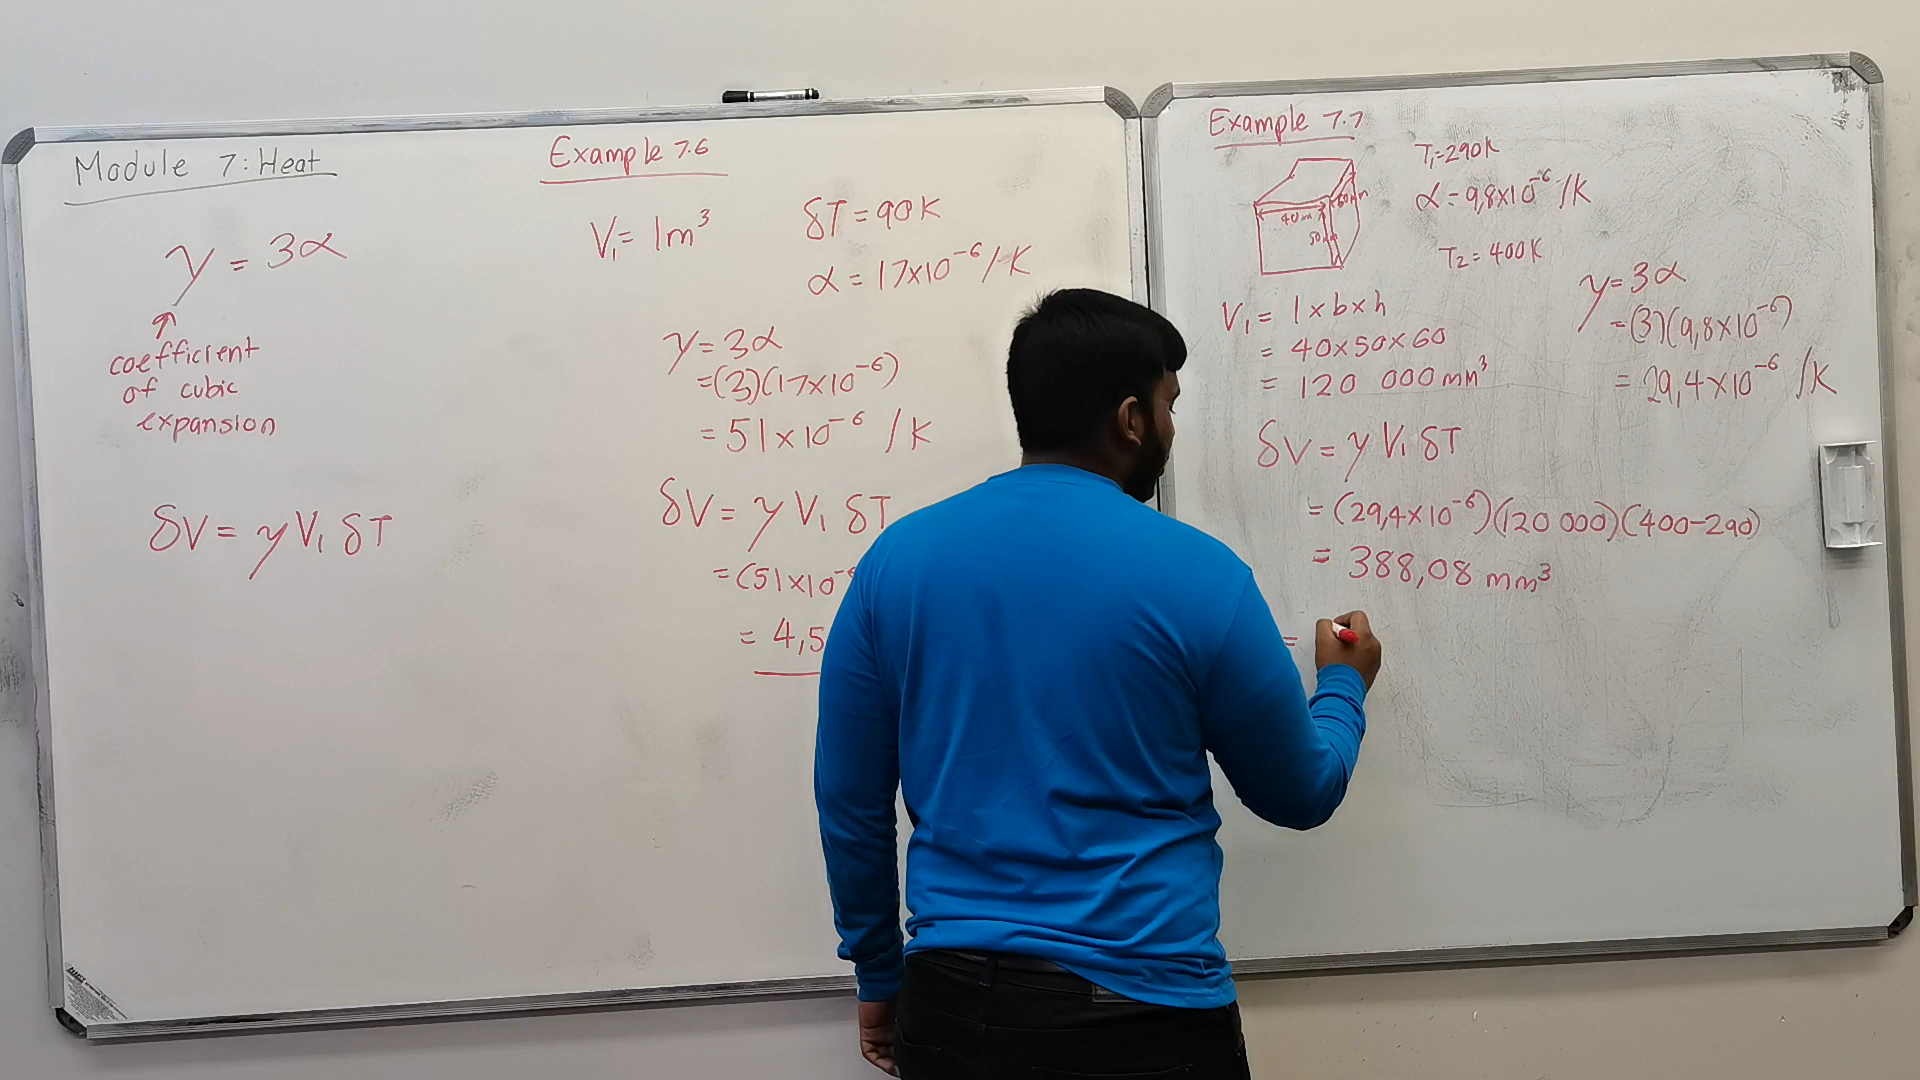 Module 7: Heat
γ = 3α
coefficient
of cubic
expansion
δV = γ V₁ δT
Example 7.6
V₁ = 1m³
δT = 90K
α = 17×10⁻⁶/K
γ = 3α
=(3)(17×10⁻⁶)
= 51×10⁻⁶ /K
δV = γ V₁ δT
=(51×10⁻⁶
= 4,5
Example 7.7
T₁=290K
α = 9,8×10⁻⁶/K
T₂ = 400K
V₁ = l×b×h
= 40×50×60
= 120 000 mm³
γ = 3α
=(3)(9,8×10⁻⁶)
= 29,4×10⁻⁶ /K
δV = γ V₁ δT
= (29,4×10⁻⁶)(120 000)(400-290)
= 388,08 mm³
=